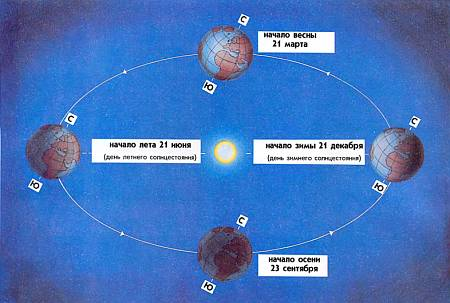 С
начало весны
21 марта
Ю
С
начало лета 21 июня
(день летнего солнцестояния)
Ю
начало зимы 21 декабря
(день зимнего солнцестояния)
С
Ю
С
начало осени
23 сентября
Ю